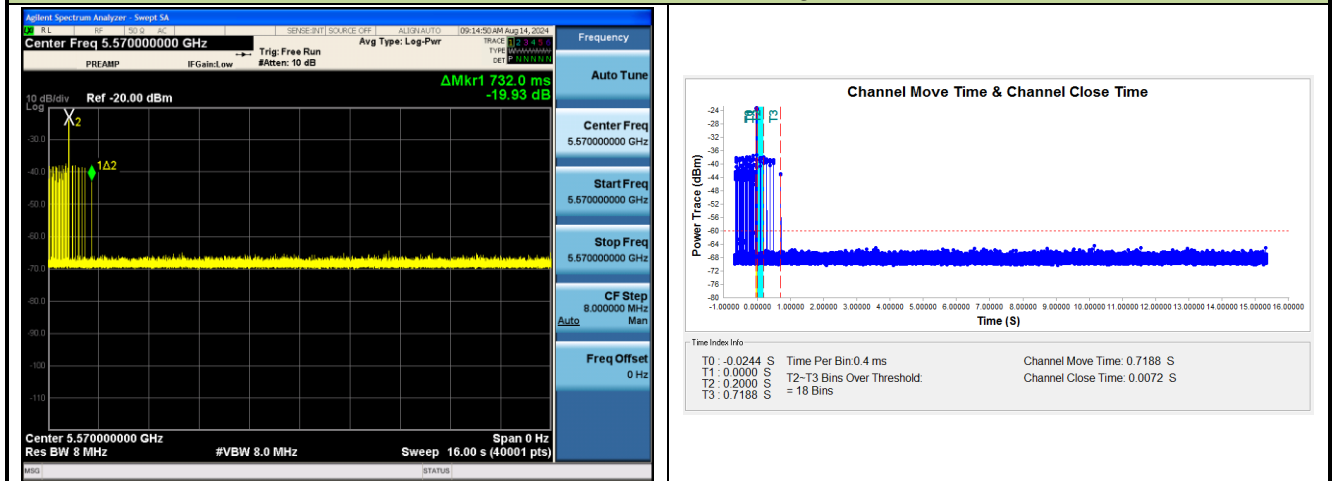 Agilent Spectrum Analyzer - Swept SA
RL RF 50 Ω AC SENSE:INT SOURCE OFF ALIGNAUTO 09:14:50 AM Aug 14, 2024
Center Freq 5.570000000 GHz
PREAMP IFGain:Low
Trig: Free Run
#Atten: 10 dB
Avg Type: Log-Pwr
TRACE 1 2 3 4 5 6
TYPE
DET P N N N N N
ΔMkr1 732.0 ms
-19.93 dB
10 dB/div Ref -20.00 dBm
Log
2
1Δ2
-30.0
-40.0
-50.0
-60.0
-70.0
-80.0
-90.0
-100
-110
Center 5.570000000 GHz Span 0 Hz
Res BW 8 MHz #VBW 8.0 MHz Sweep 16.00 s (40001 pts)
MSG STATUS
Frequency
Auto Tune
Center Freq
5.570000000 GHz
Start Freq
5.570000000 GHz
Stop Freq
5.570000000 GHz
CF Step
8.000000 MHz
Auto Man
Freq Offset
0 Hz
Channel Move Time & Channel Close Time
T3
Power Trace (dBm)
-24
-28
-32
-36
-40
-44
-48
-52
-56
-60
-64
-68
-72
-76
-80
-1.00000 0.00000 1.00000 2.00000 3.00000 4.00000 5.00000 6.00000 7.00000 8.00000 9.00000 10.00000 11.00000 12.00000 13.00000 14.00000 15.00000 16.00000
Time (S)
Time Index Info
T0 : -0.0244 S
T1 : 0.0000 S
T2 : 0.2000 S
T3 : 0.7188 S
Time Per Bin:0.4 ms
T2~T3 Bins Over Threshold:
= 18 Bins
Channel Move Time: 0.7188 S
Channel Close Time: 0.0072 S